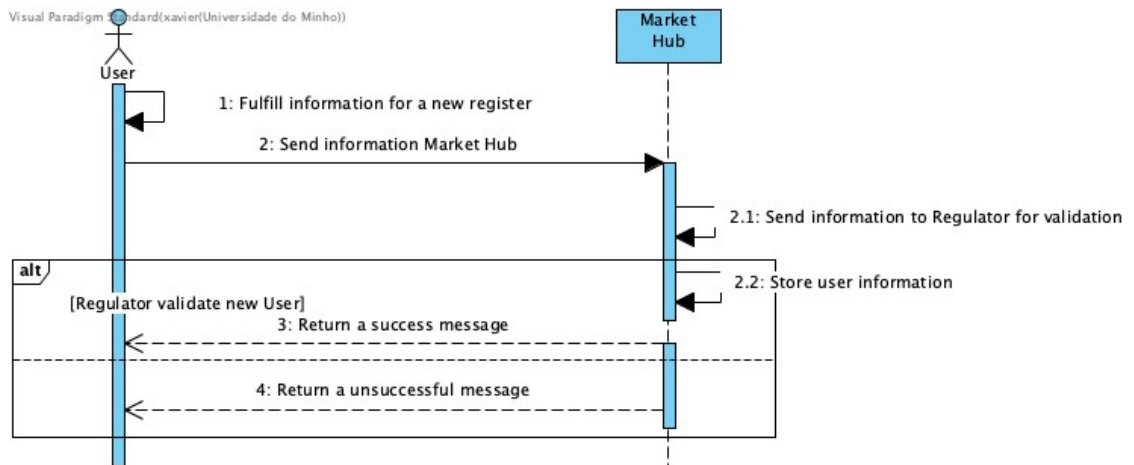 Visual Paradigm Standard(xavier(Universidade do Minho))
Market
Hub
User
1: Fulfill information for a new register
2: Send information Market Hub
2.1: Send information to Regulator for validation
alt
2.2: Store user information
[Regulator validate new User]
3: Return a success message
4: Return a unsuccessful message